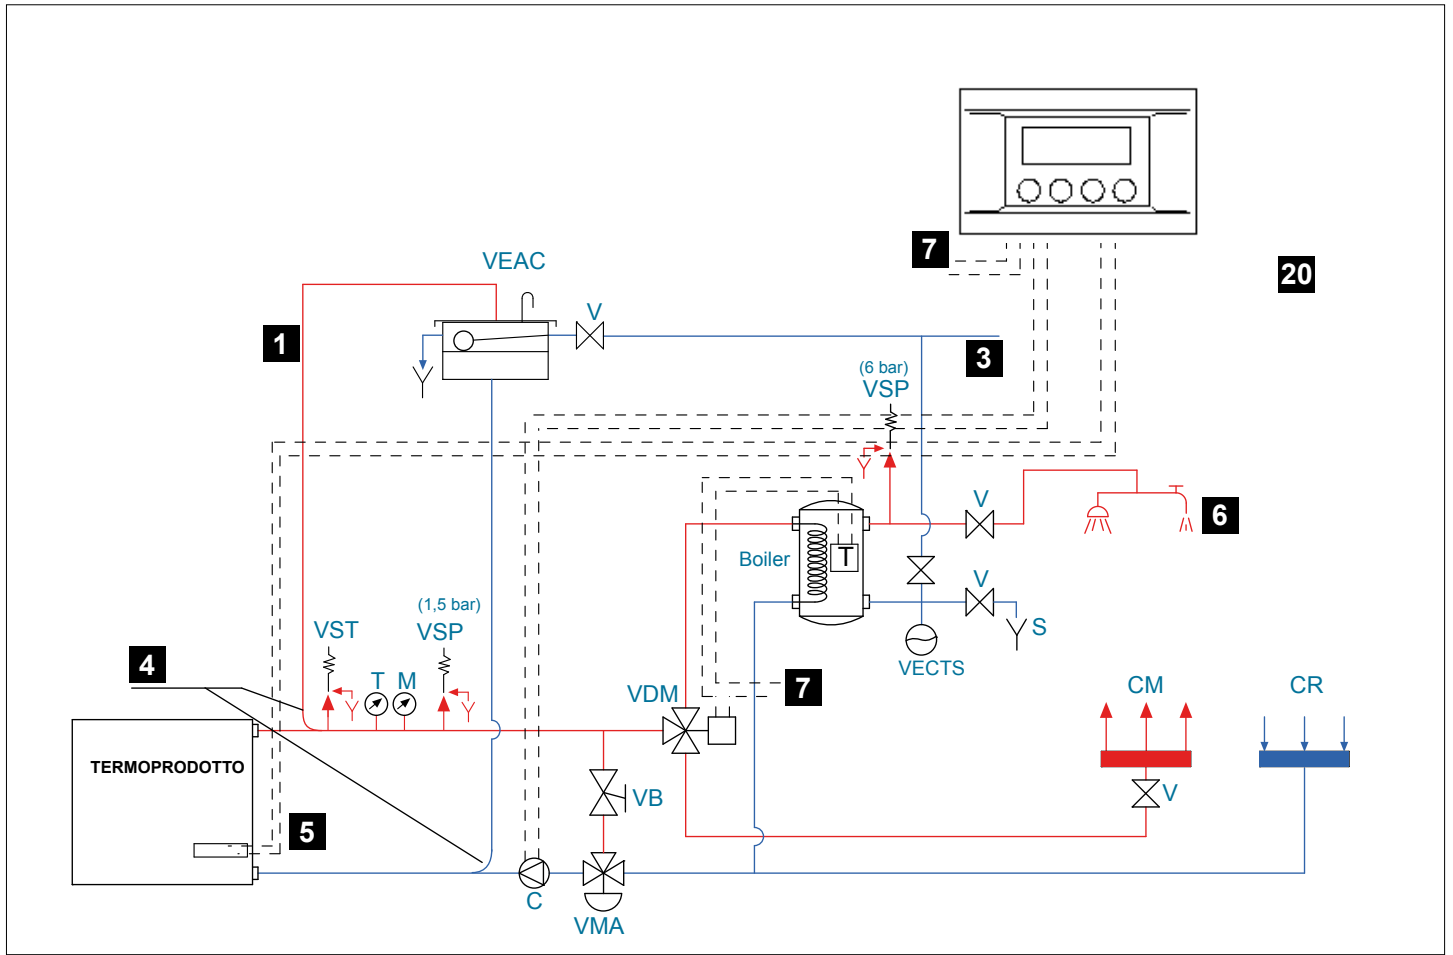 7
20
VEAC
V
1
3
(6 bar)
VSP
V
6
Boiler
T
V
S
(1,5 bar)
VST
VSP
VECTS
4
T
M
VDM
7
CM
CR
TERMOPRODOTTO
VB
V
5
C
VMA